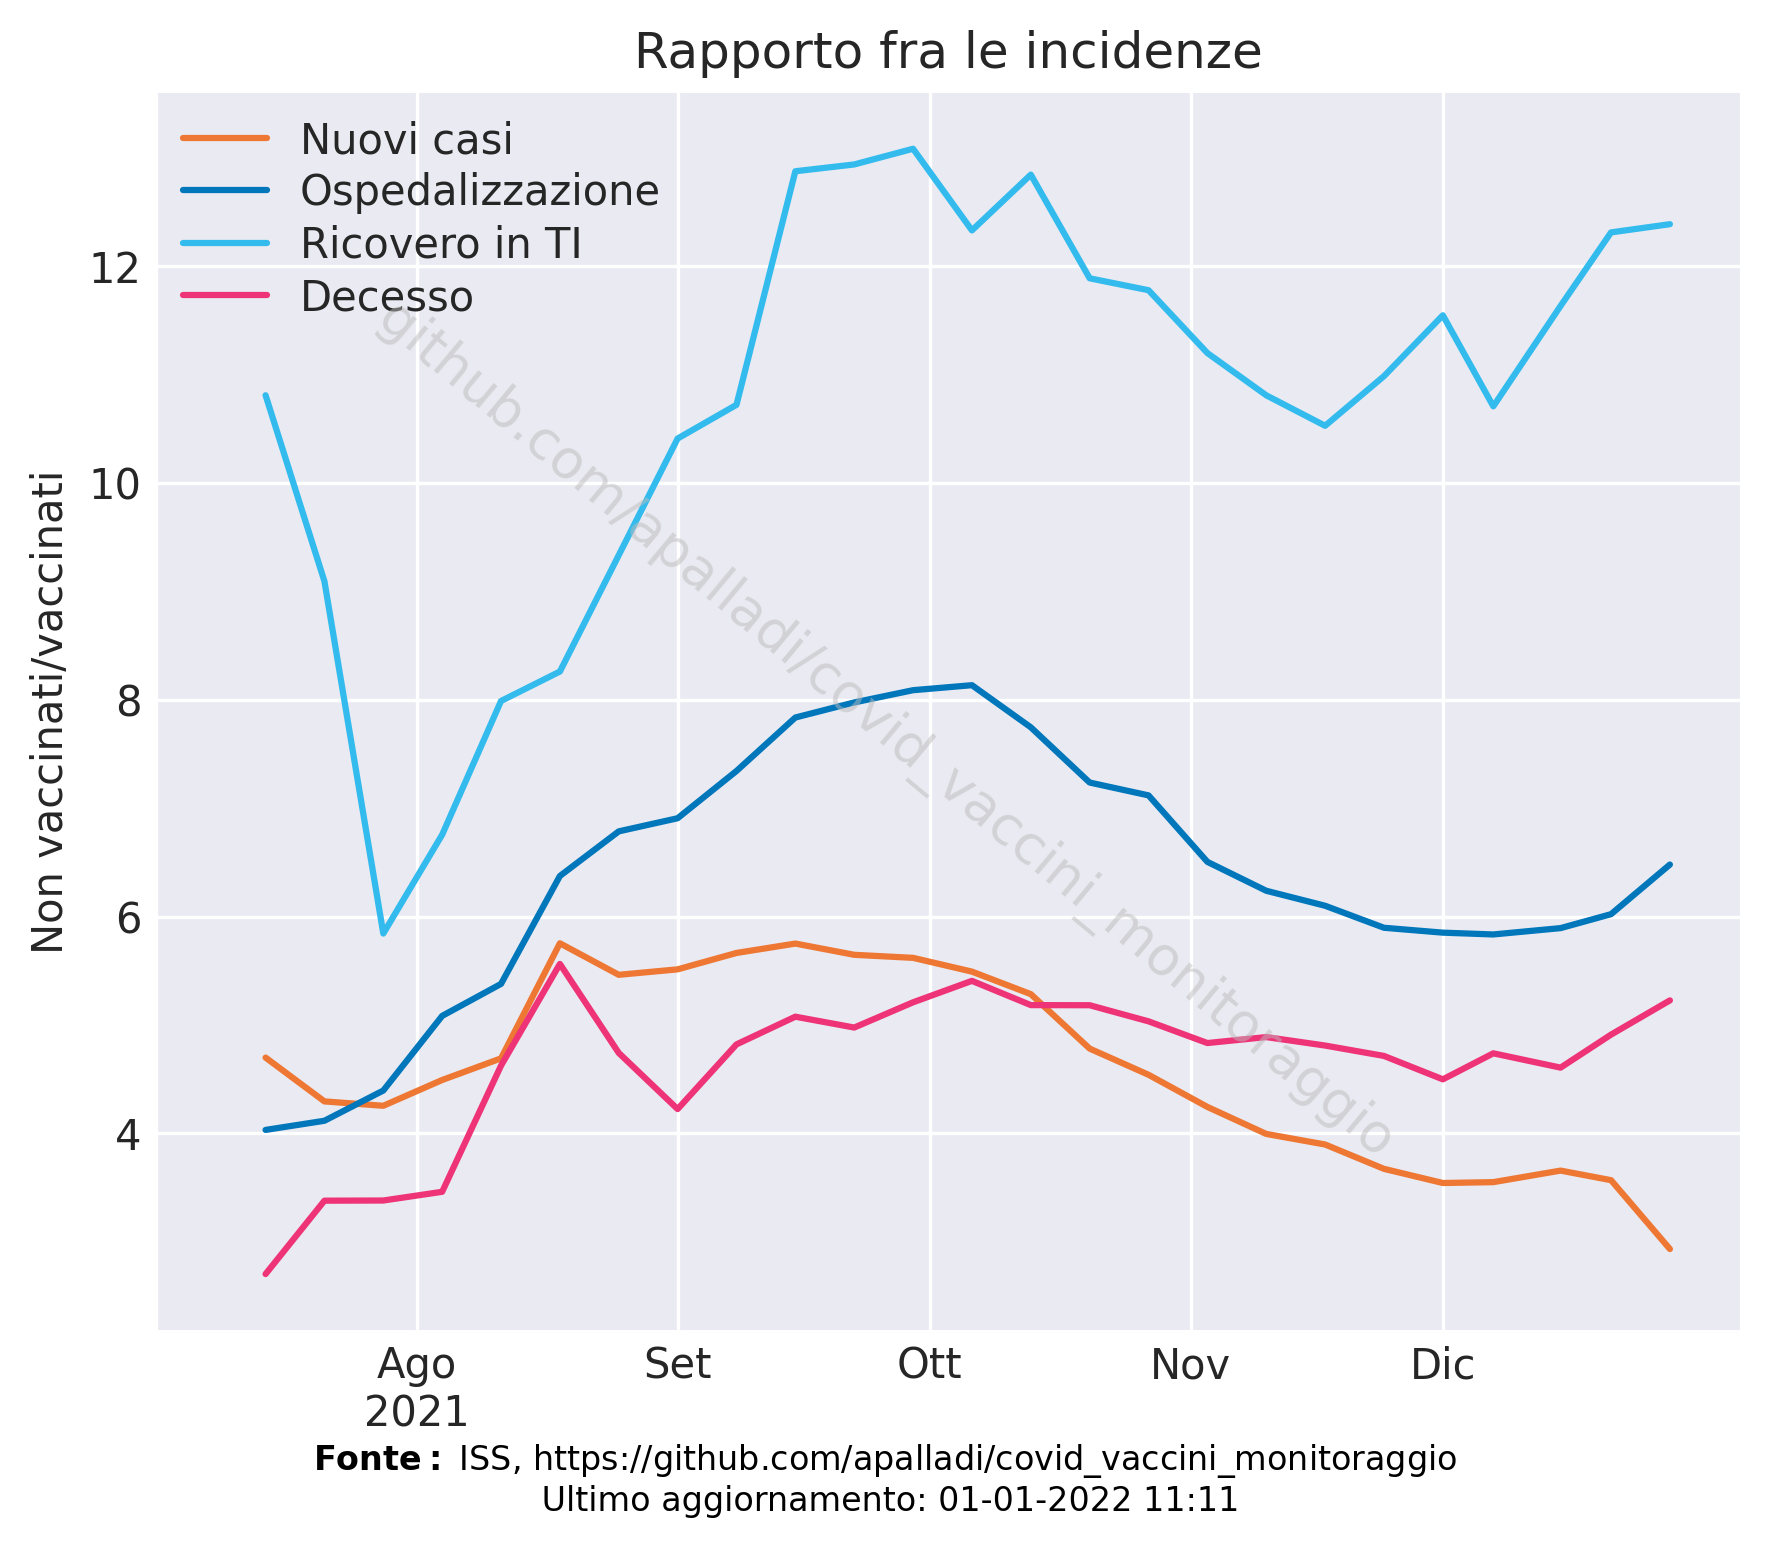 Rapporto fra le incidenze
Nuovi casi
Ospedalizzazione
Ricovero in TI
Decesso
github.com/apalladi/covid_vaccini_monitoraggio
Non vaccinati/vaccinati
12
10
8
6
4
Ago
2021
Set
Ott
Nov
Dic
Fonte: ISS, https://github.com/apalladi/covid_vaccini_monitoraggio
Ultimo aggiornamento: 01-01-2022 11:11